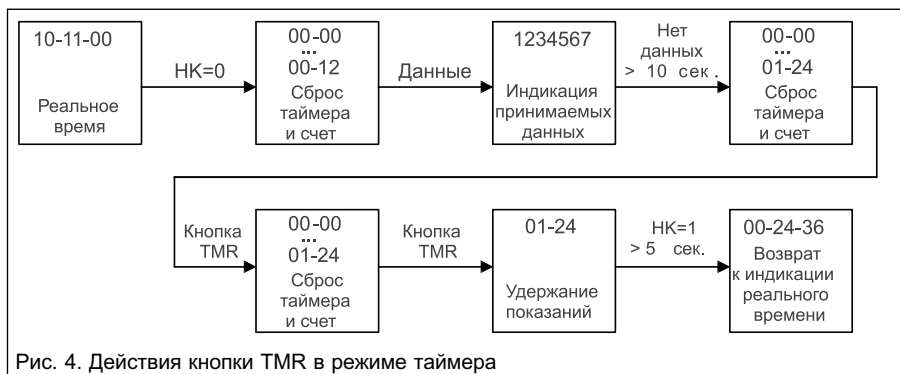 10-11-00
Реальное
время
НК=0
00-00
...
00-12
Сброс
таймера
и счет
Данные
1234567
Индикация
принимаемых
данных
Нет
данных
> 10 сек.
00-00
...
01-24
Сброс
таймера
и счет
Кнопка
TMR
00-00
...
01-24
Сброс
таймера
и счет
Кнопка
TMR
01-24
Удержание
показаний
НК=1
> 5 сек.
00-24-36
Возврат
к индикации
реального
времени
Рис. 4. Действия кнопки TMR в режиме таймера